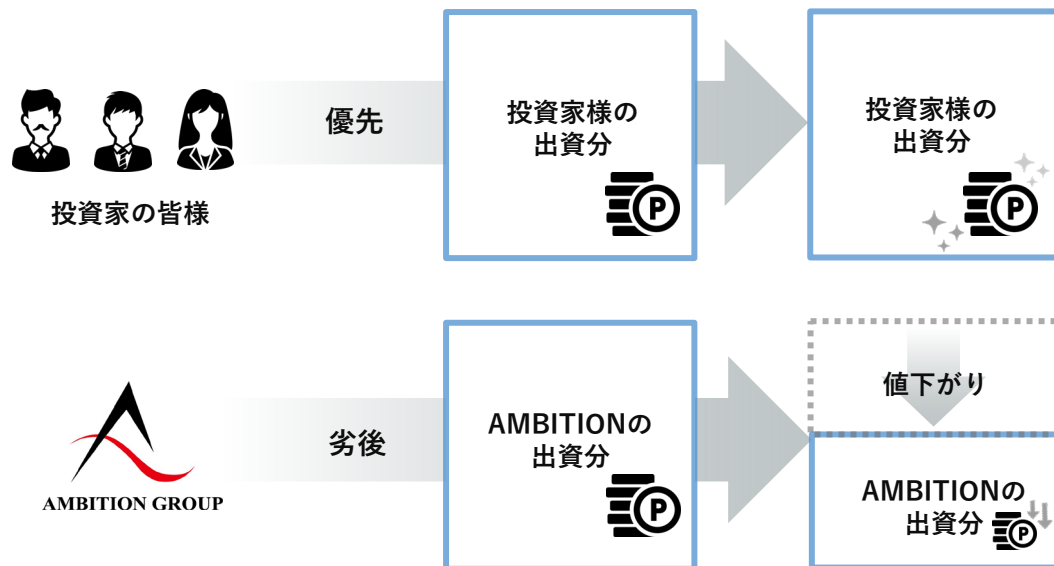 優先
投資家様の
出資分
P
投資家様の
出資分
P
投資家の皆様
劣後
AMBITIONの
出資分
P
値下がり
AMBITIONの
出資分
P
AMBITION GROUP